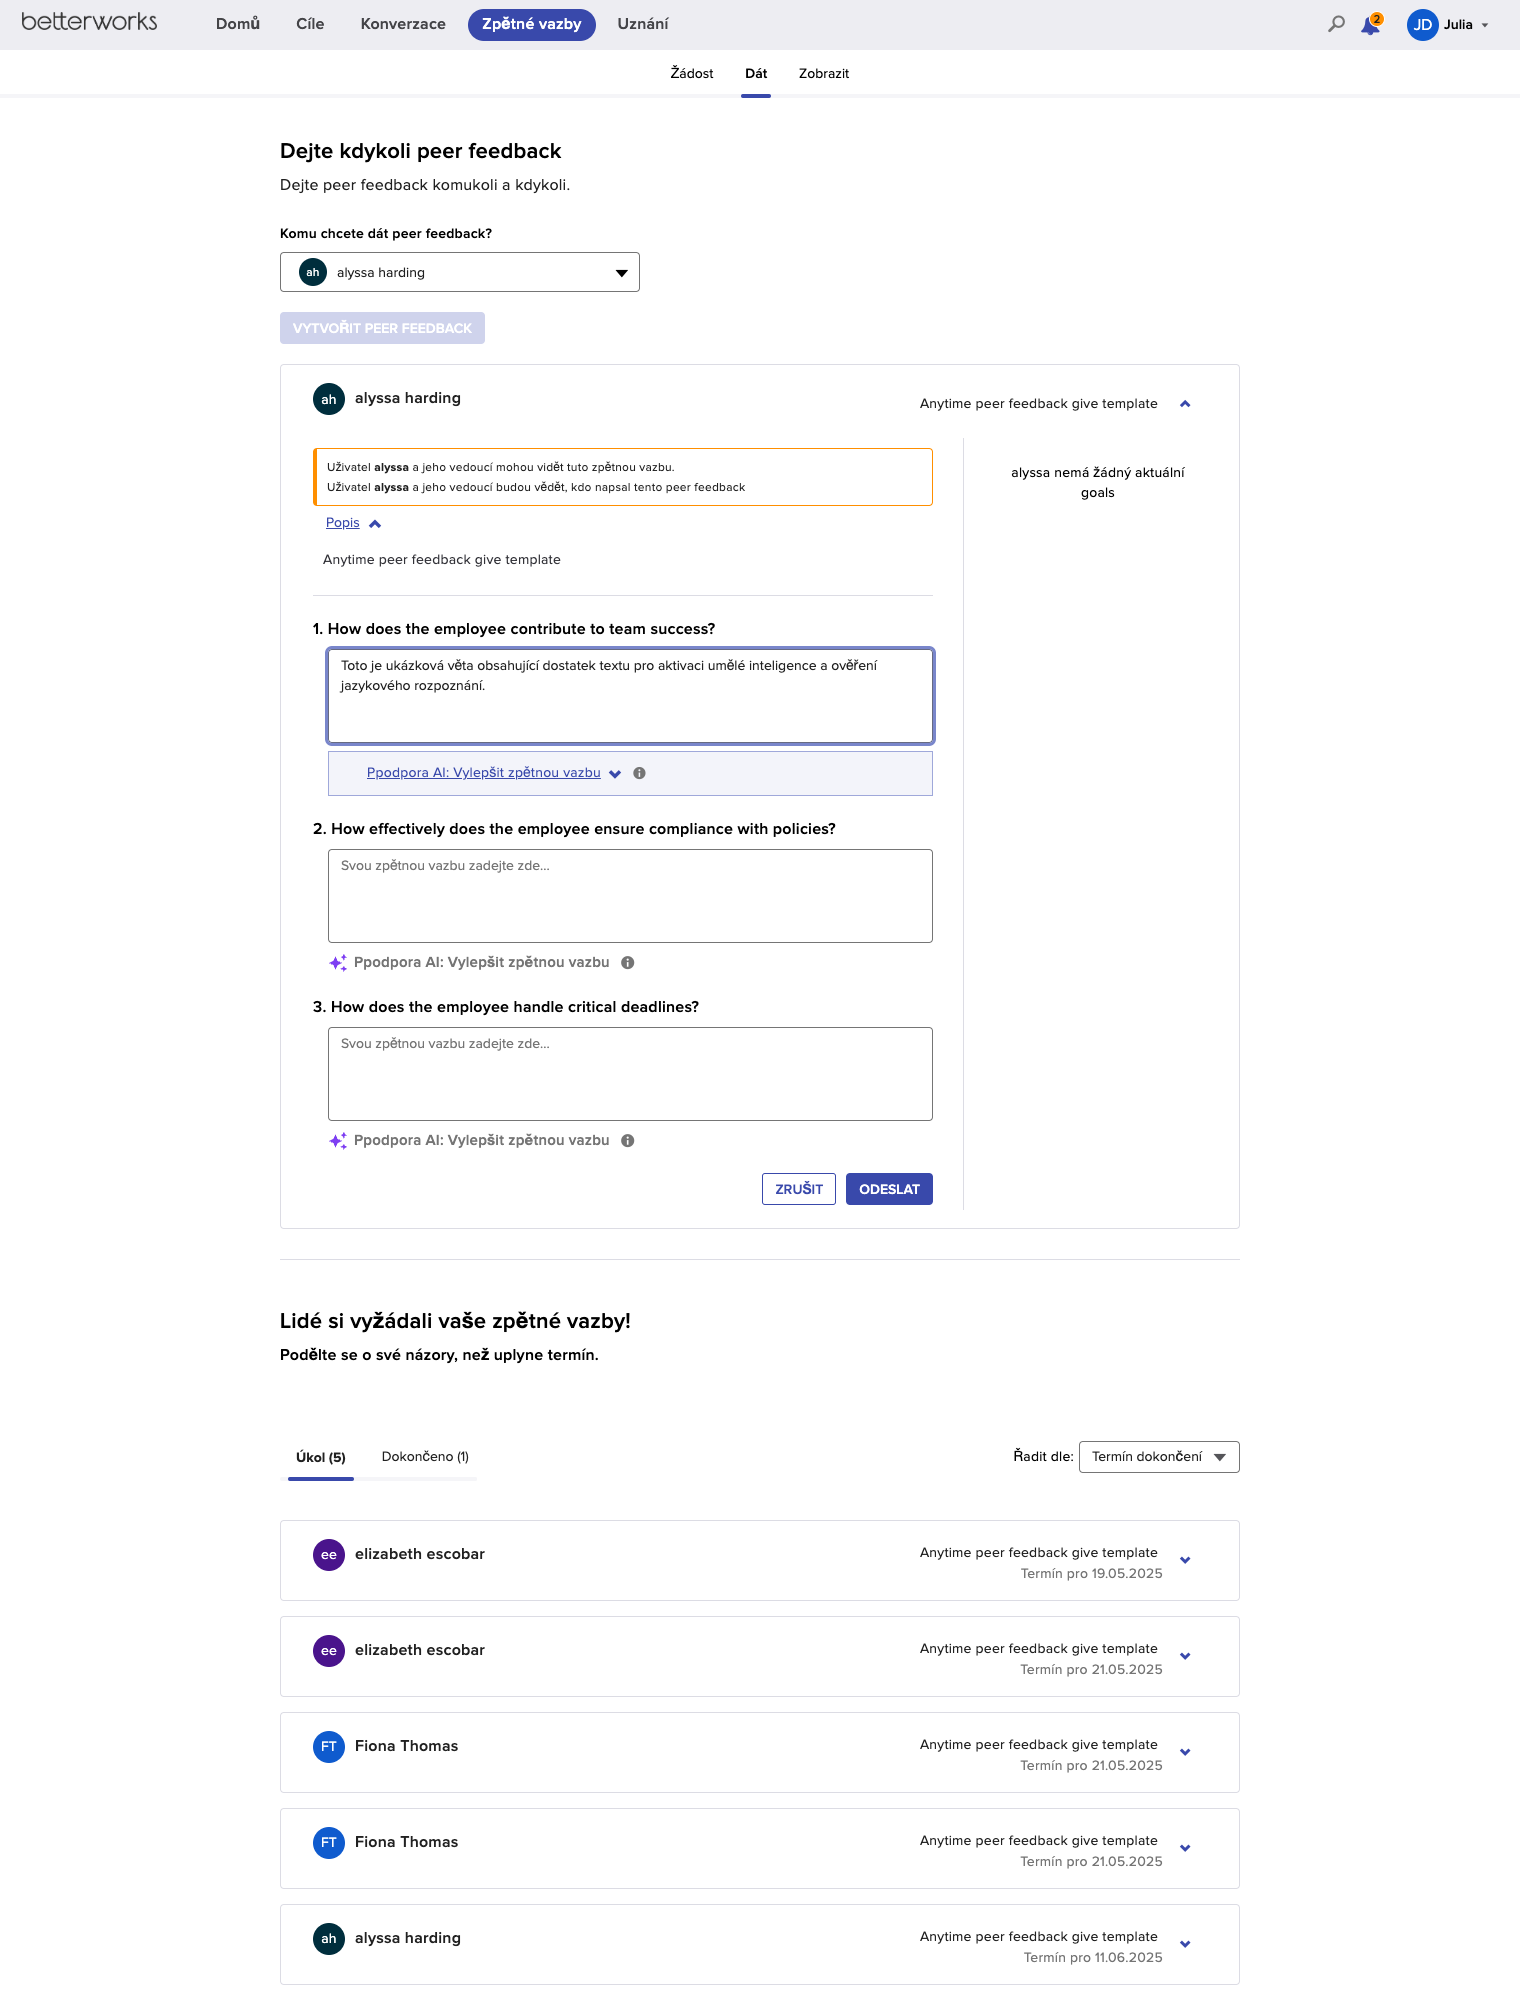 betterworks
Domů
Cíle
Konverzace
Zpětné vazby
Uznání
2
JD
Julia
Žádost
Dát
Zobrazit
Dejte kdykoli peer feedback
Dejte peer feedback komukoli a kdykoli.
Komu chcete dát peer feedback?
ah
alyssa harding
VYTVOŘIT PEER FEEDBACK
ah
alyssa harding
Anytime peer feedback give template
Uživatel alyssa a jeho vedoucí mohou vidět tuto zpětnou vazbu.
Uživatel alyssa a jeho vedoucí budou vědět, kdo napsal tento peer feedback
alyssa nemá žádný aktuální
goals
Popis
Anytime peer feedback give template
1. How does the employee contribute to team success?
Toto je ukázková věta obsahující dostatek textu pro aktivaci umělé inteligence a ověření
jazykového rozpoznání.
Ppodpora AI: Vylepšit zpětnou vazbu
2. How effectively does the employee ensure compliance with policies?
Svou zpětnou vazbu zadejte zde...
Ppodpora AI: Vylepšit zpětnou vazbu
3. How does the employee handle critical deadlines?
Svou zpětnou vazbu zadejte zde...
Ppodpora AI: Vylepšit zpětnou vazbu
ZRUŠIT
ODESLAT
Lidé si vyžádali vaše zpětné vazby!
Podělte se o své názory, než uplyne termín.
Úkol (5)
Dokončeno (1)
Řadit dle:
Termín dokončení
ee
elizabeth escobar
Anytime peer feedback give template
Termín pro 19.05.2025
ee
elizabeth escobar
Anytime peer feedback give template
Termín pro 21.05.2025
FT
Fiona Thomas
Anytime peer feedback give template
Termín pro 21.05.2025
FT
Fiona Thomas
Anytime peer feedback give template
Termín pro 21.05.2025
ah
alyssa harding
Anytime peer feedback give template
Termín pro 11.06.2025